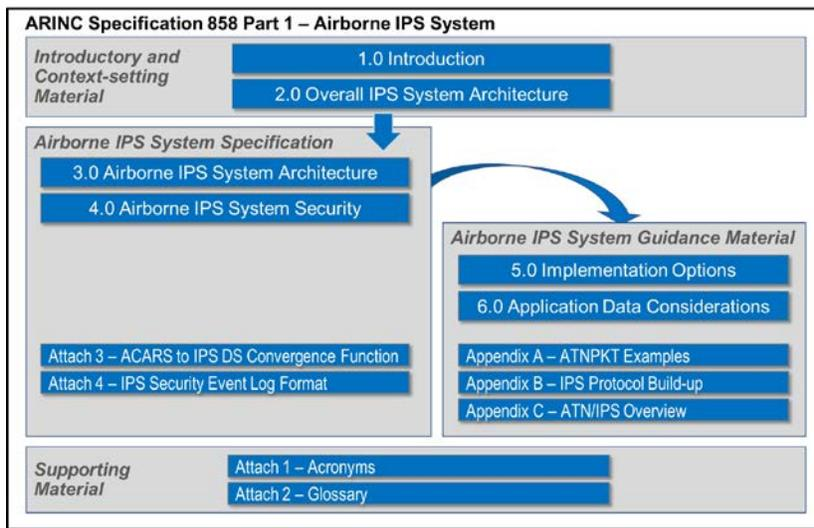 ARINC Specification 858 Part 1 – Airborne IPS System
Introductory and
Context-setting
Material
1.0 Introduction
2.0 Overall IPS System Architecture
Airborne IPS System Specification
3.0 Airborne IPS System Architecture
4.0 Airborne IPS System Security
Attach 3 – ACARS to IPS DS Convergence Function
Attach 4 – IPS Security Event Log Format
Airborne IPS System Guidance Material
5.0 Implementation Options
6.0 Application Data Considerations
Appendix A – ATNPKT Examples
Appendix B – IPS Protocol Build-up
Appendix C – ATN/IPS Overview
Supporting
Material
Attach 1 – Acronyms
Attach 2 – Glossary